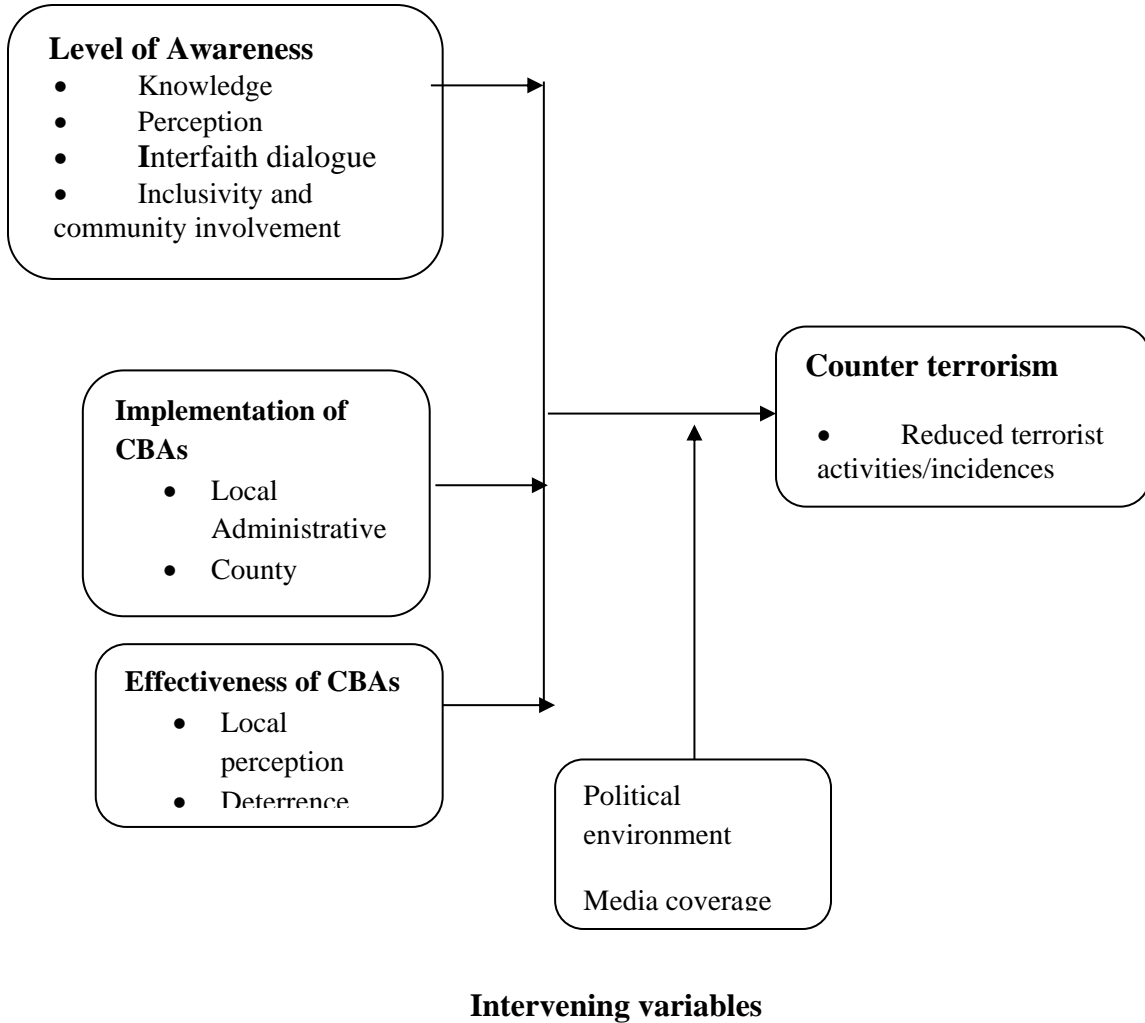 Level of Awareness
• Knowledge
• Perception
• Interfaith dialogue
• Inclusivity and
community involvement
Implementation of
CBAs
• Local
Administrative
• County
Effectiveness of CBAs
• Local
perception
• Deterrence
Counter terrorism
• Reduced terrorist
activities/incidences
Political
environment
Media coverage
Intervening variables